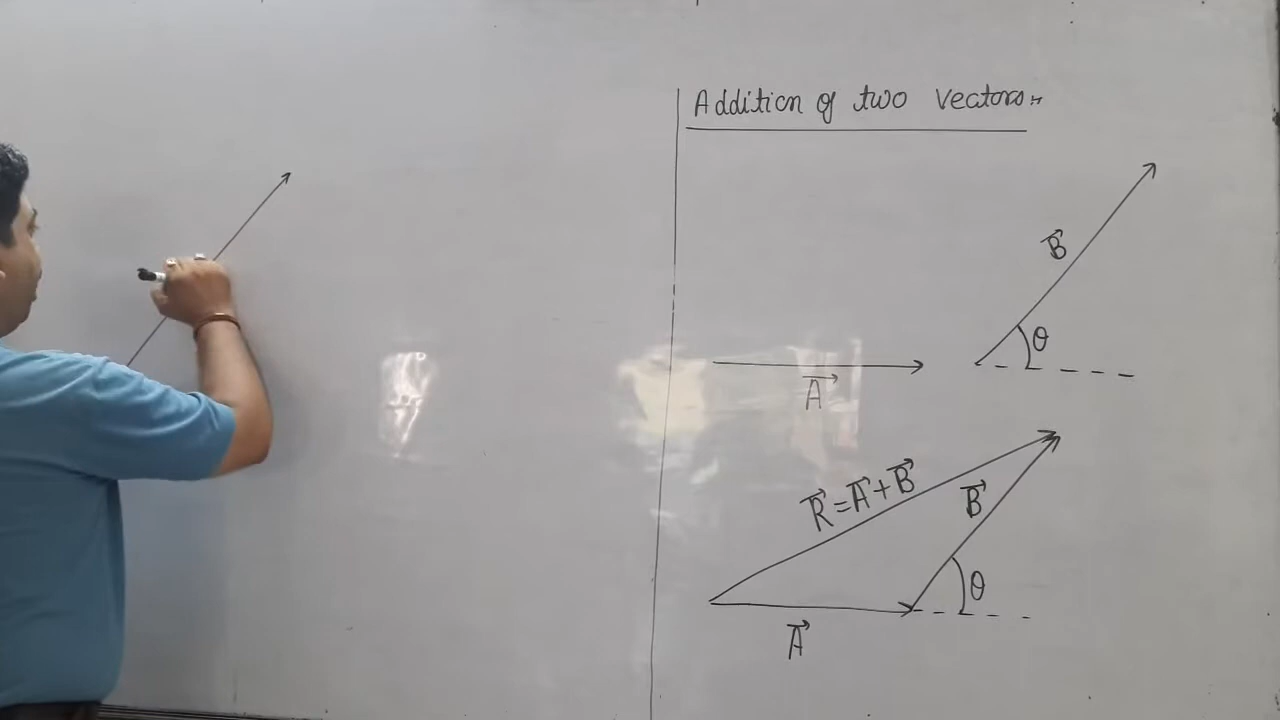 Addition of two Vectors:-
B⃗
θ
A⃗
R⃗=A⃗+B⃗
B⃗
θ
A⃗